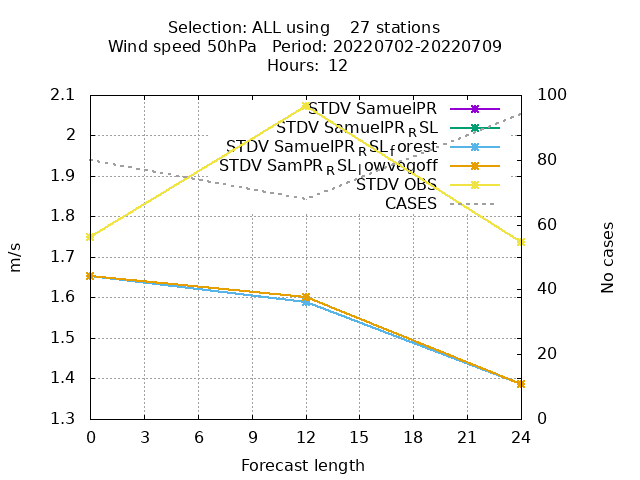 Selection: ALL using 27 stations
Wind speed 50hPa Period: 20220702-20220709
Hours: 12
2.1
2
1.9
1.8
1.7
1.6
1.5
1.4
1.3
m/s
100
80
60
40
20
0
No cases
STDV SamuelPR
STDV SamuelPR_RSL
STDV SamuelPR_RSL_forest
STDV SamPR_RSL_lowvegoff
STDV OBS
CASES
0 3 6 9 12 15 18 21 24
Forecast length